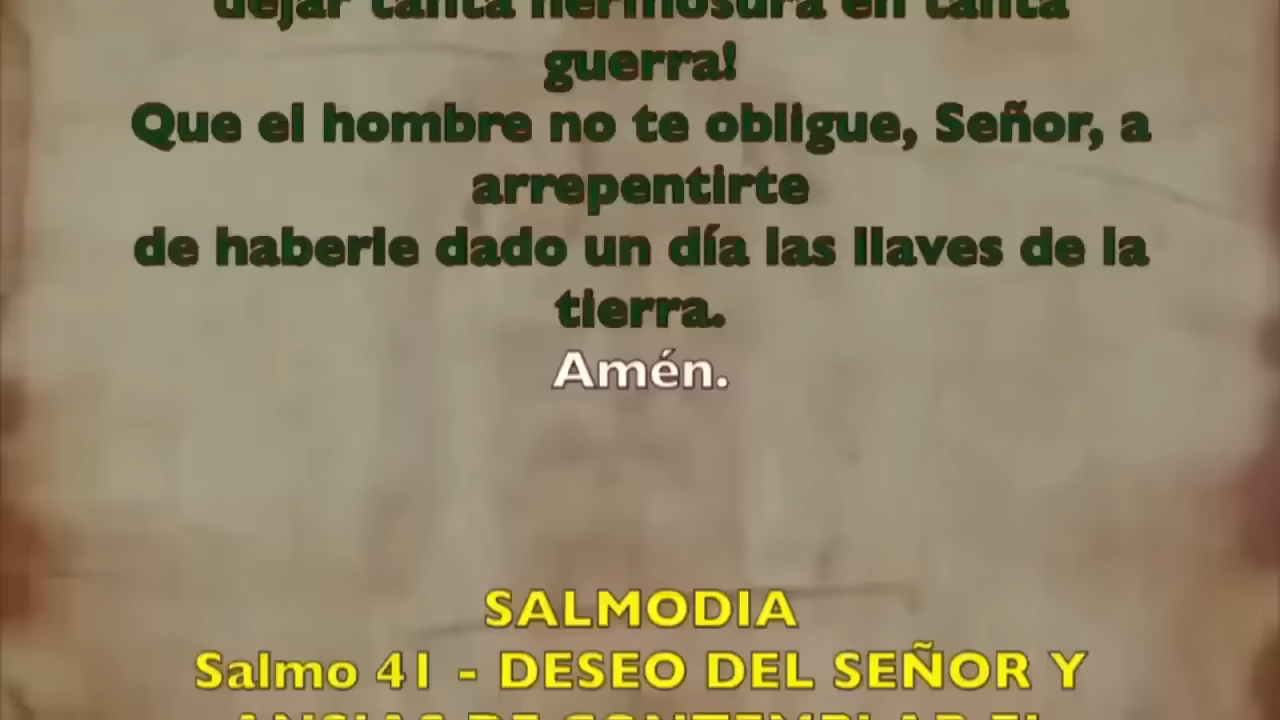 dejar tanta hermosura en tanta
guerra!
Que el hombre no te obligue, Señor, a
arrepentirte
de haberle dado un día las llaves de la
tierra.
Amén.
SALMODIA
Salmo 41 - DESEO DEL SEÑOR Y
ANSIAS DE CONTEMPLAR EL